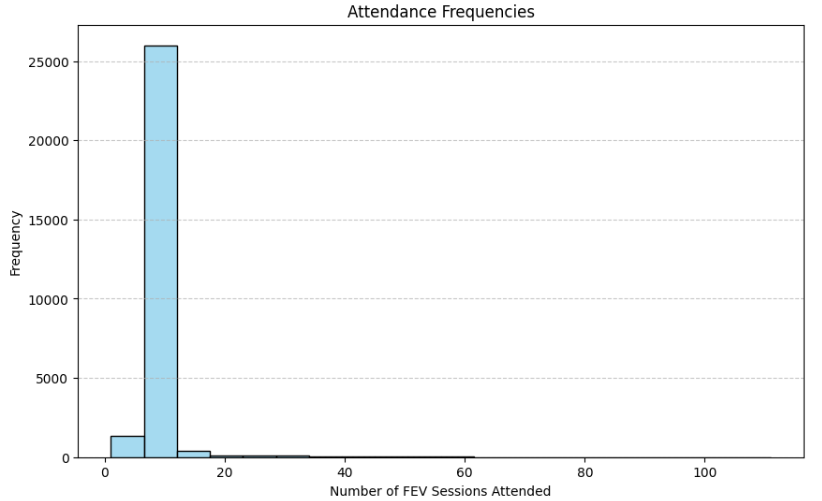 Attendance Frequencies
25000
20000
15000
10000
5000
0
Frequency
0 20 40 60 80 100
Number of FEV Sessions Attended